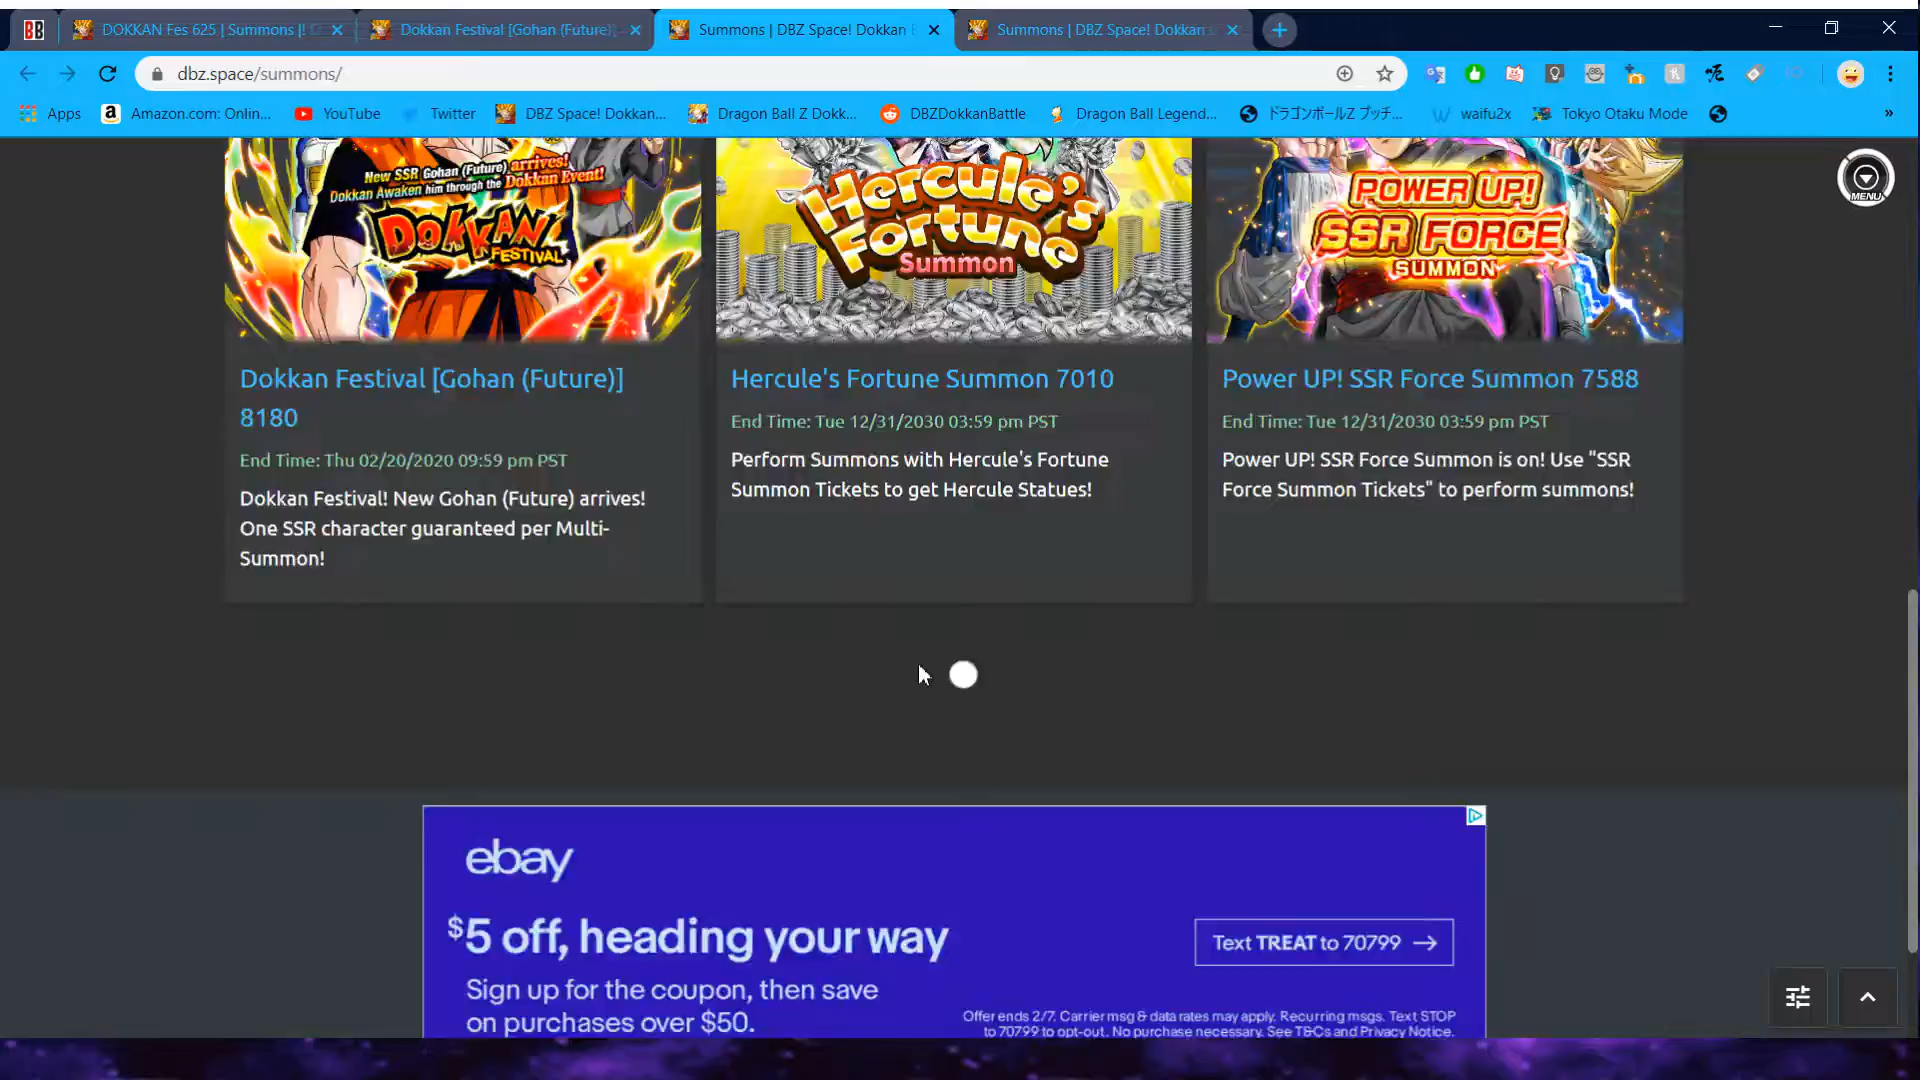 BB
DOKKAN Fes 625 | Summons |!
Dokkan Festival [Gohan (Future)]
Summons | DBZ Space! Dokkan
Summons | DBZ Space! Dokkan
dbz.space/summons/
Apps
Amazon.com: Onlin...
YouTube
Twitter
DBZ Space! Dokkan...
Dragon Ball Z Dokk...
DBZDokkanBattle
Dragon Ball Legend...
ドラゴンボールZ ブッチ...
waifu2x
Tokyo Otaku Mode
»
MENU
New SSR Gohan (Future) arrives!
Dokkan Awaken him through the Dokkan Event!
DOKKAN
FESTIVAL
Hercule's
Fortune
Summon
POWER UP!
SSR FORCE
SUMMON
Dokkan Festival [Gohan (Future)]
8180
End Time: Thu 02/20/2020 09:59 pm PST
Dokkan Festival! New Gohan (Future) arrives!
One SSR character guaranteed per Multi-
Summon!
Hercule's Fortune Summon 7010
End Time: Tue 12/31/2030 03:59 pm PST
Perform Summons with Hercule's Fortune
Summon Tickets to get Hercule Statues!
Power UP! SSR Force Summon 7588
End Time: Tue 12/31/2030 03:59 pm PST
Power UP! SSR Force Summon is on! Use "SSR
Force Summon Tickets" to perform summons!
ebay
$5 off, heading your way
Sign up for the coupon, then save
on purchases over $50.
Text TREAT to 70799 →
Offer ends 2/7. Carrier msg & data rates may apply. Recurring msgs. Text STOP
to 70799 to opt-out. No purchase necessary. See T&Cs and Privacy Notice.